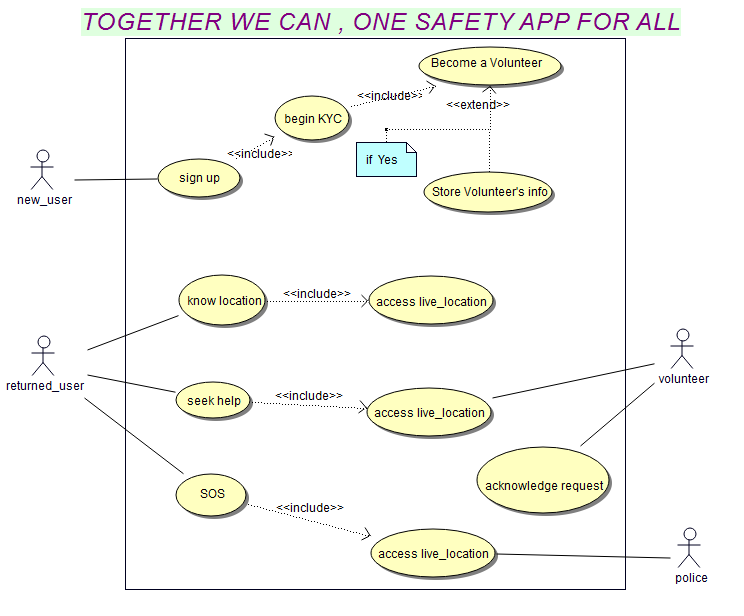 TOGETHER WE CAN , ONE SAFETY APP FOR ALL
Become a Volunteer
<<include>>
<<extend>>
begin KYC
if Yes
<<include>>
sign up
Store Volunteer's info
new_user
know location
<<include>>
access live_location
returned_user
volunteer
seek help
<<include>>
access live_location
acknowledge request
SOS
<<include>>
access live_location
police